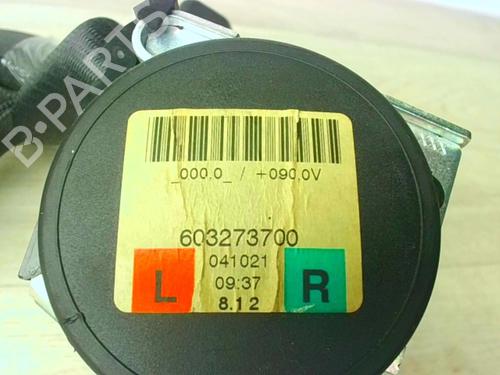 B-PARTS
_000.0_ / +090.0V
603273700
041021
L 09:37 R
8.12